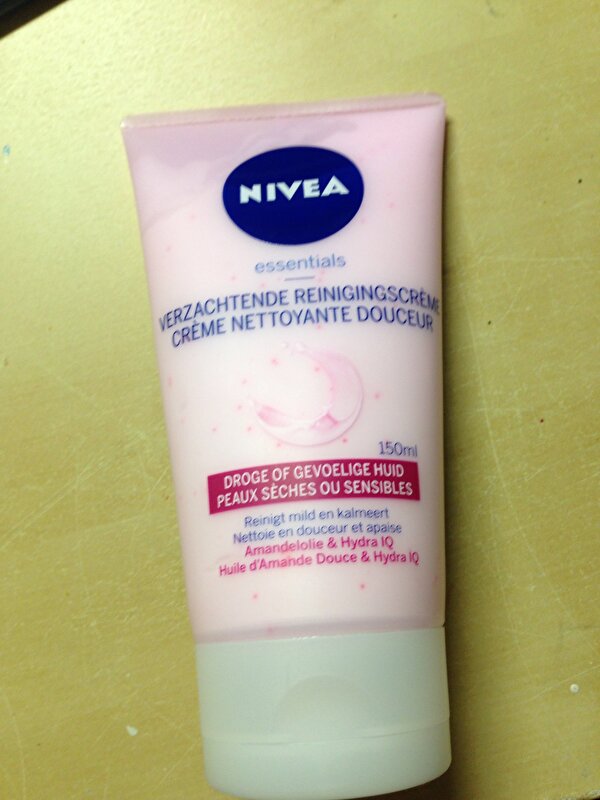 NIVEA
essentials
VERZACHTENDE REINIGINGSCRÈME
CRÈME NETTOYANTE DOUCEUR
150ml
DROGE OF GEVOELIGE HUID
PEAUX SÈCHES OU SENSIBLES
Reinigt mild en kalmeert
Nettoie en douceur et apaise
Amandelolie & Hydra IQ
Huile d'Amande Douce & Hydra IQ